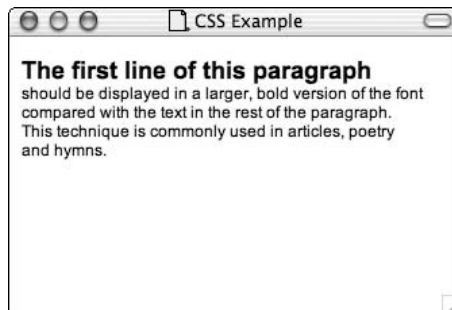 CSS Example
The first line of this paragraph
should be displayed in a larger, bold version of the font
compared with the text in the rest of the paragraph.
This technique is commonly used in articles, poetry
and hymns.